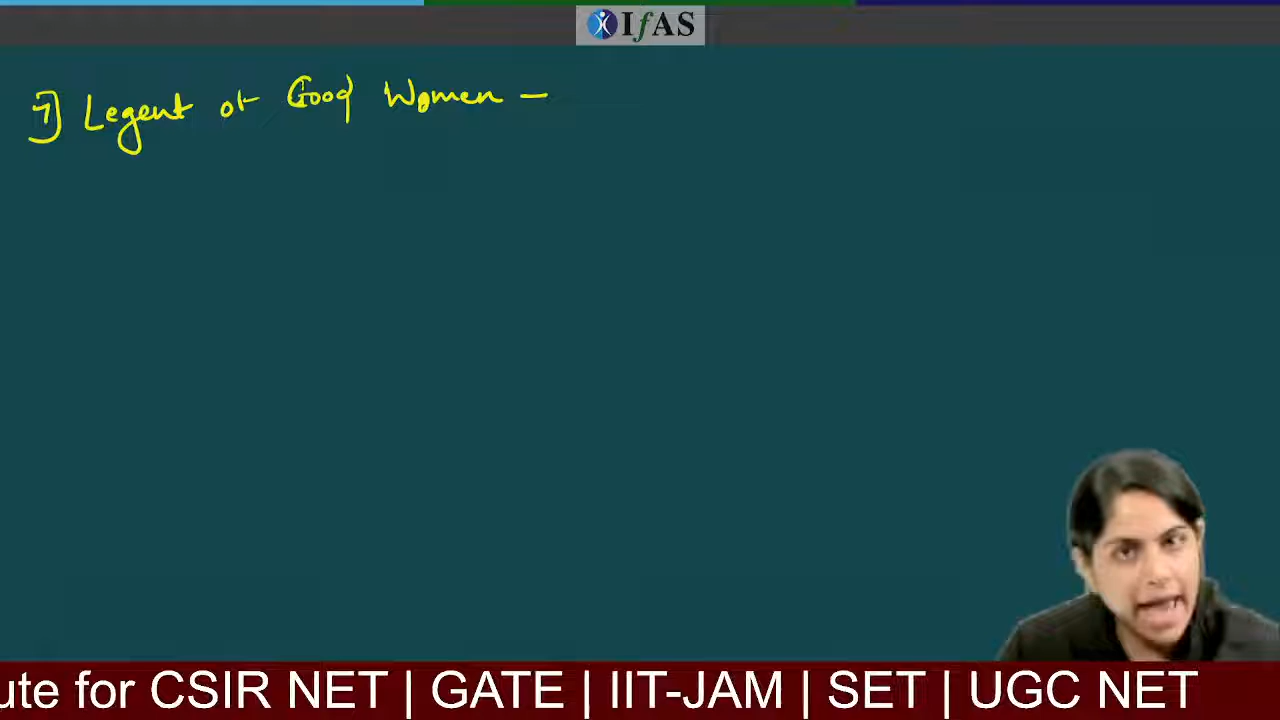 IfAS
7] Legent of Good Women -
ute for CSIR NET | GATE | IIT-JAM | SET | UGC NET